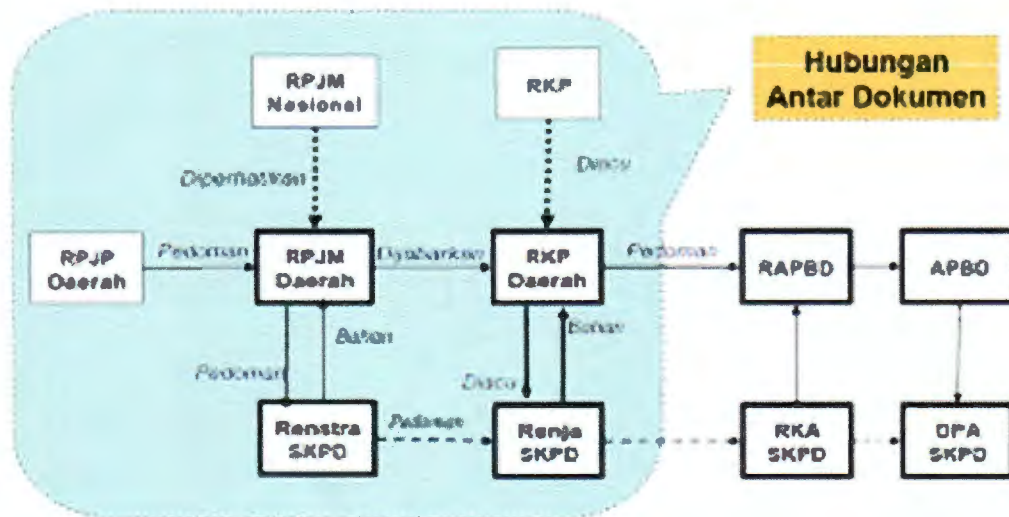 Hubungan
Antar Dokumen
RPJM
Nasional
RKP
Diperhatikan
Diacu
RPJP
Daerah
Pedoman
RPJM
Daerah
Dijabarkan
RKP
Daerah
Pedoman
RAPBD
APBD
Pedoman
Bahan
Diacu
Bahan
Renstra
SKPD
Pedoman
Renja
SKPD
RKA
SKPD
DPA
SKPD